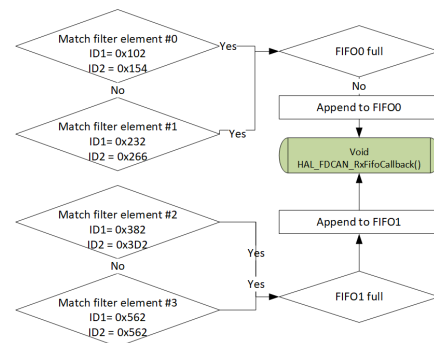 Match filter element #0
ID1= 0x102
ID2 = 0x154
Yes
FIFO0 full
No
No
Append to FIFO0
Match filter element #1
ID1= 0x232
ID2 = 0x266
Yes
Void
HAL_FDCAN_RxFifoCallback()
Match filter element #2
ID1= 0x382
ID2 = 0x3D2
Append to FIFO1
Yes
No
Match filter element #3
ID1= 0x562
ID2 = 0x562
Yes
FIFO1 full